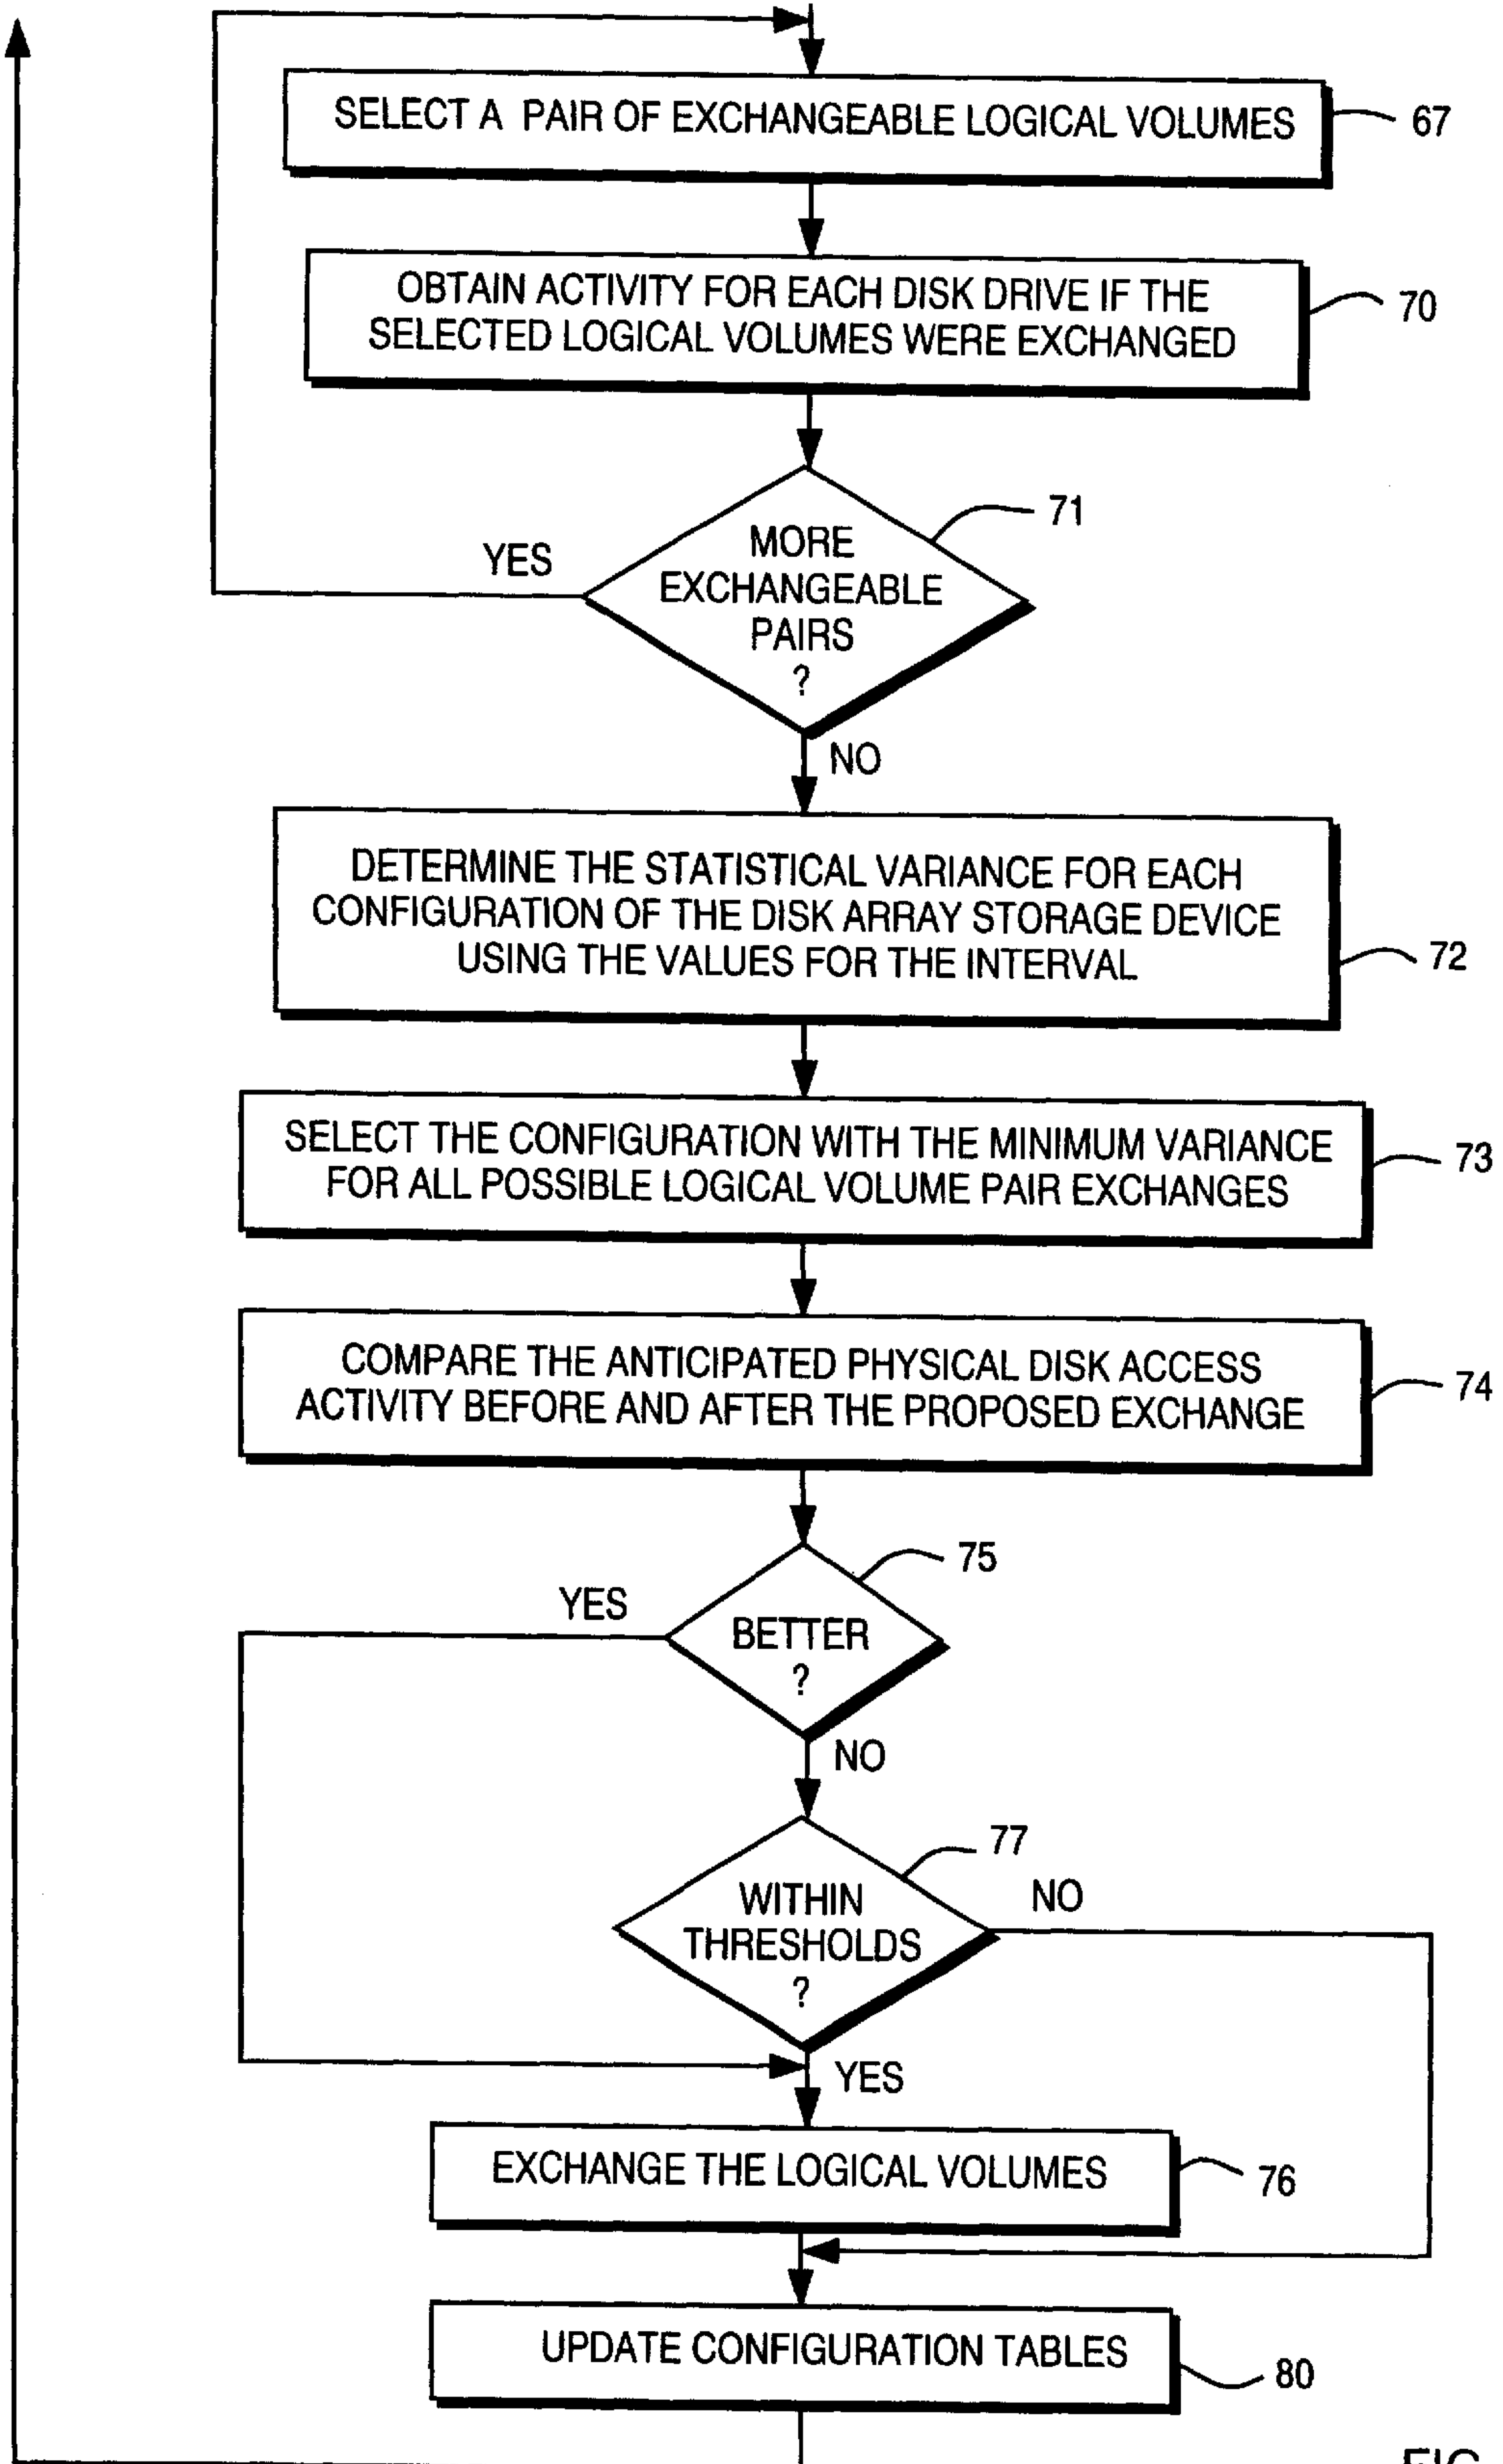 SELECT A PAIR OF EXCHANGEABLE LOGICAL VOLUMES
67
OBTAIN ACTIVITY FOR EACH DISK DRIVE IF THE
SELECTED LOGICAL VOLUMES WERE EXCHANGED
70
71
MORE
EXCHANGEABLE
PAIRS
?
YES
NO
DETERMINE THE STATISTICAL VARIANCE FOR EACH
CONFIGURATION OF THE DISK ARRAY STORAGE DEVICE
USING THE VALUES FOR THE INTERVAL
72
SELECT THE CONFIGURATION WITH THE MINIMUM VARIANCE
FOR ALL POSSIBLE LOGICAL VOLUME PAIR EXCHANGES
73
COMPARE THE ANTICIPATED PHYSICAL DISK ACCESS
ACTIVITY BEFORE AND AFTER THE PROPOSED EXCHANGE
74
75
YES
BETTER
?
NO
77
WITHIN
THRESHOLDS
?
NO
YES
EXCHANGE THE LOGICAL VOLUMES
76
UPDATE CONFIGURATION TABLES
80
FIG